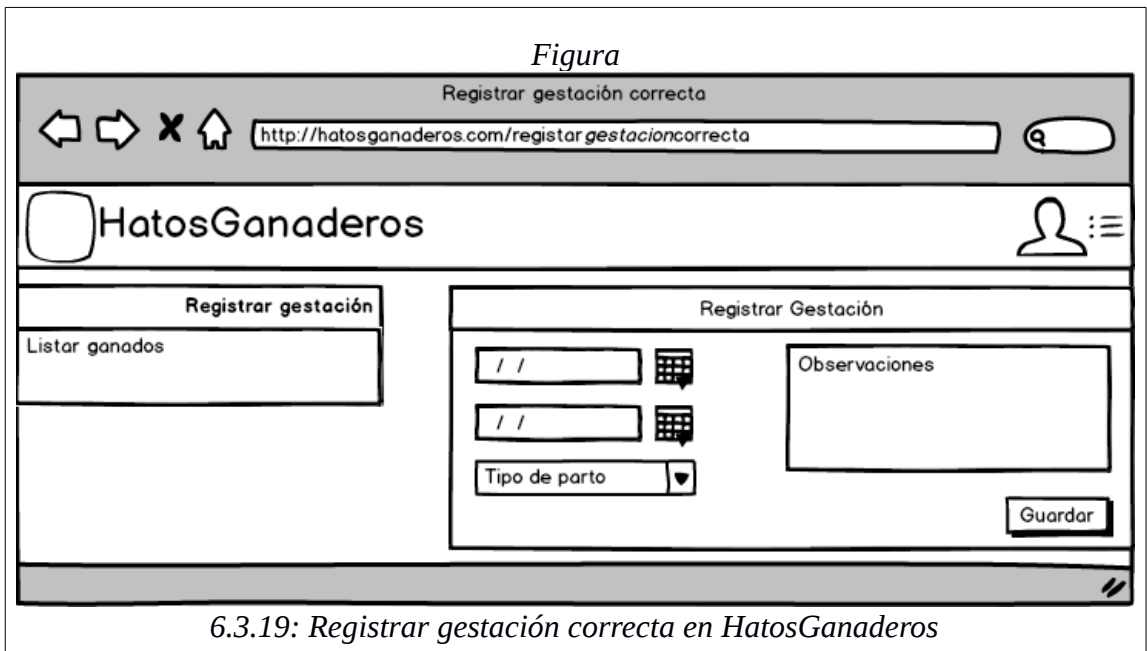 Figura
Registrar gestación correcta
http://hatosganaderos.com/registargestacioncorrecta
HatosGanaderos
Registrar gestación
Listar ganados
Registrar Gestación
/ /
Observaciones
/ /
Tipo de parto
Guardar
6.3.19: Registrar gestación correcta en HatosGanaderos